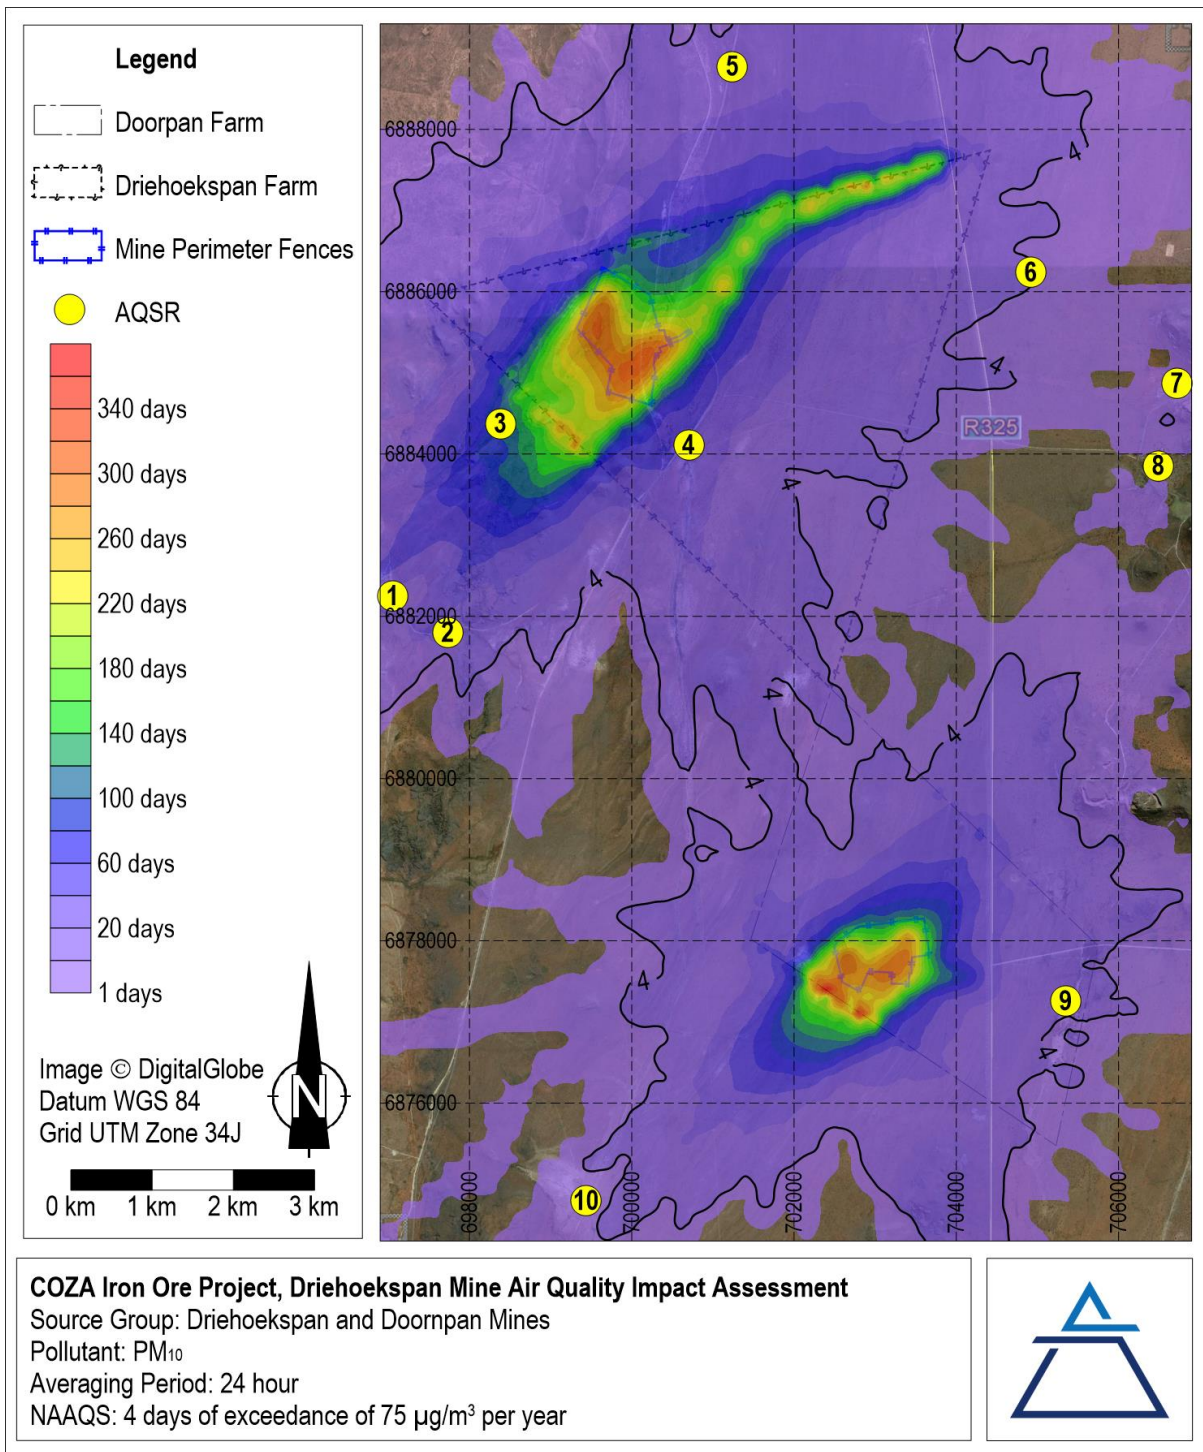 Legend
Doorpan Farm
Driehoekspan Farm
Mine Perimeter Fences
AQSR
340 days
300 days
260 days
220 days
180 days
140 days
100 days
60 days
20 days
1 days
Image © DigitalGlobe
Datum WGS 84
Grid UTM Zone 34J
N
0 km 1 km 2 km 3 km
5
6888000
4
6
6886000
4
7
3
4
R325
6884000
8
4
4
1
6882000
2
4
4
6880000
4
6878000
4
9
4
6876000
10
698000
700000
702000
704000
706000
COZA Iron Ore Project, Driehoekspan Mine Air Quality Impact Assessment
Source Group: Driehoekspan and Doornpan Mines
Pollutant: PM₁₀
Averaging Period: 24 hour
NAAQS: 4 days of exceedance of 75 µg/m³ per year